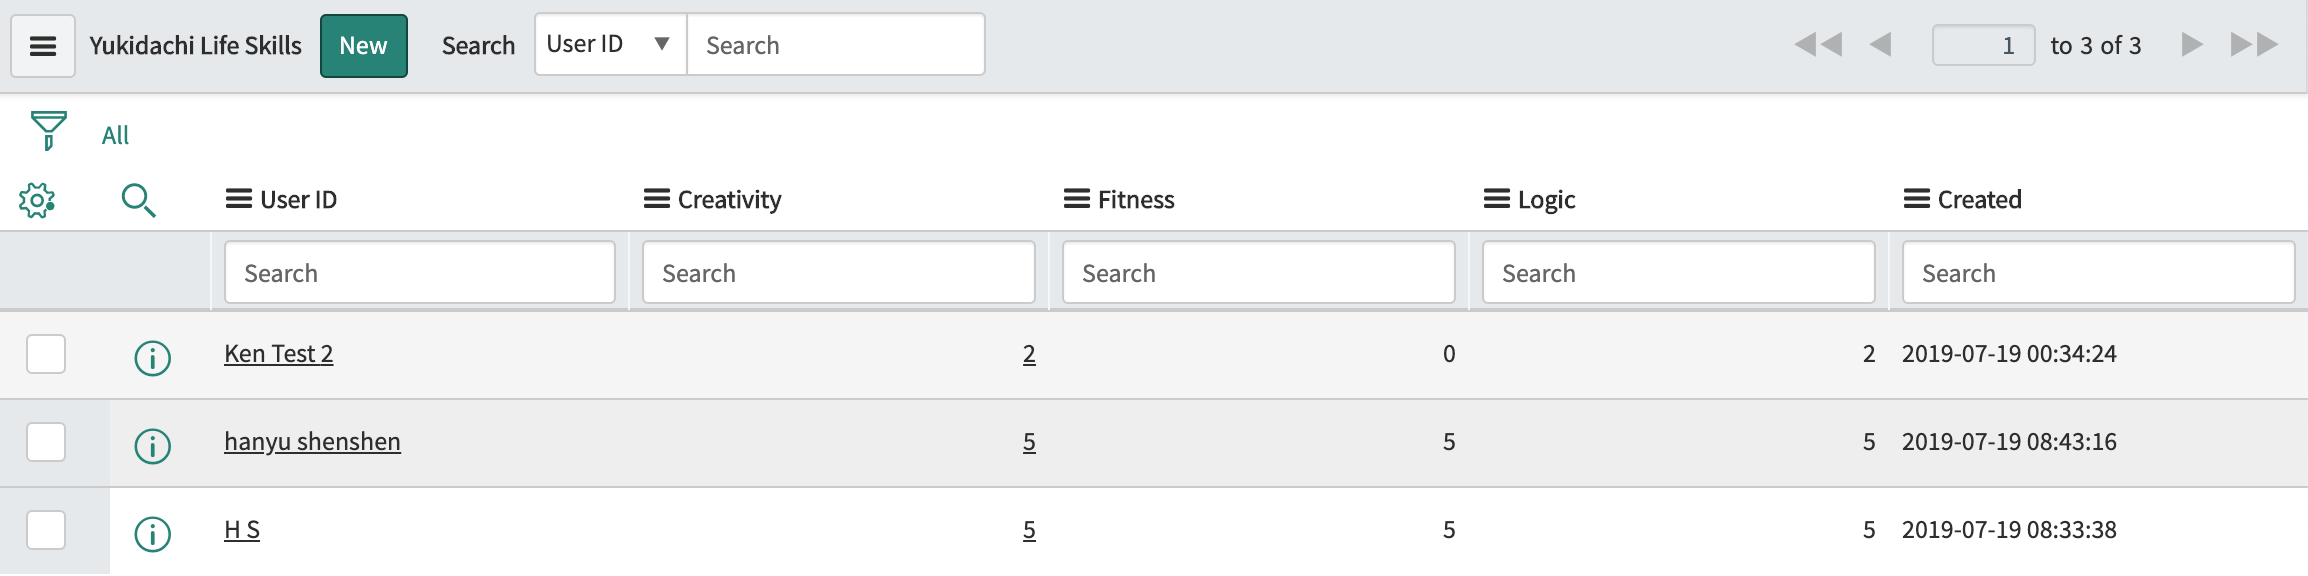 Yukidachi Life Skills New Search User ID Search 1 to 3 of 3
All
User ID Creativity Fitness Logic Created
Search Search Search Search Search
Ken Test 2 2 0 2 2019-07-19 00:34:24
hanyu shenshen 5 5 5 2019-07-19 08:43:16
H S 5 5 5 2019-07-19 08:33:38